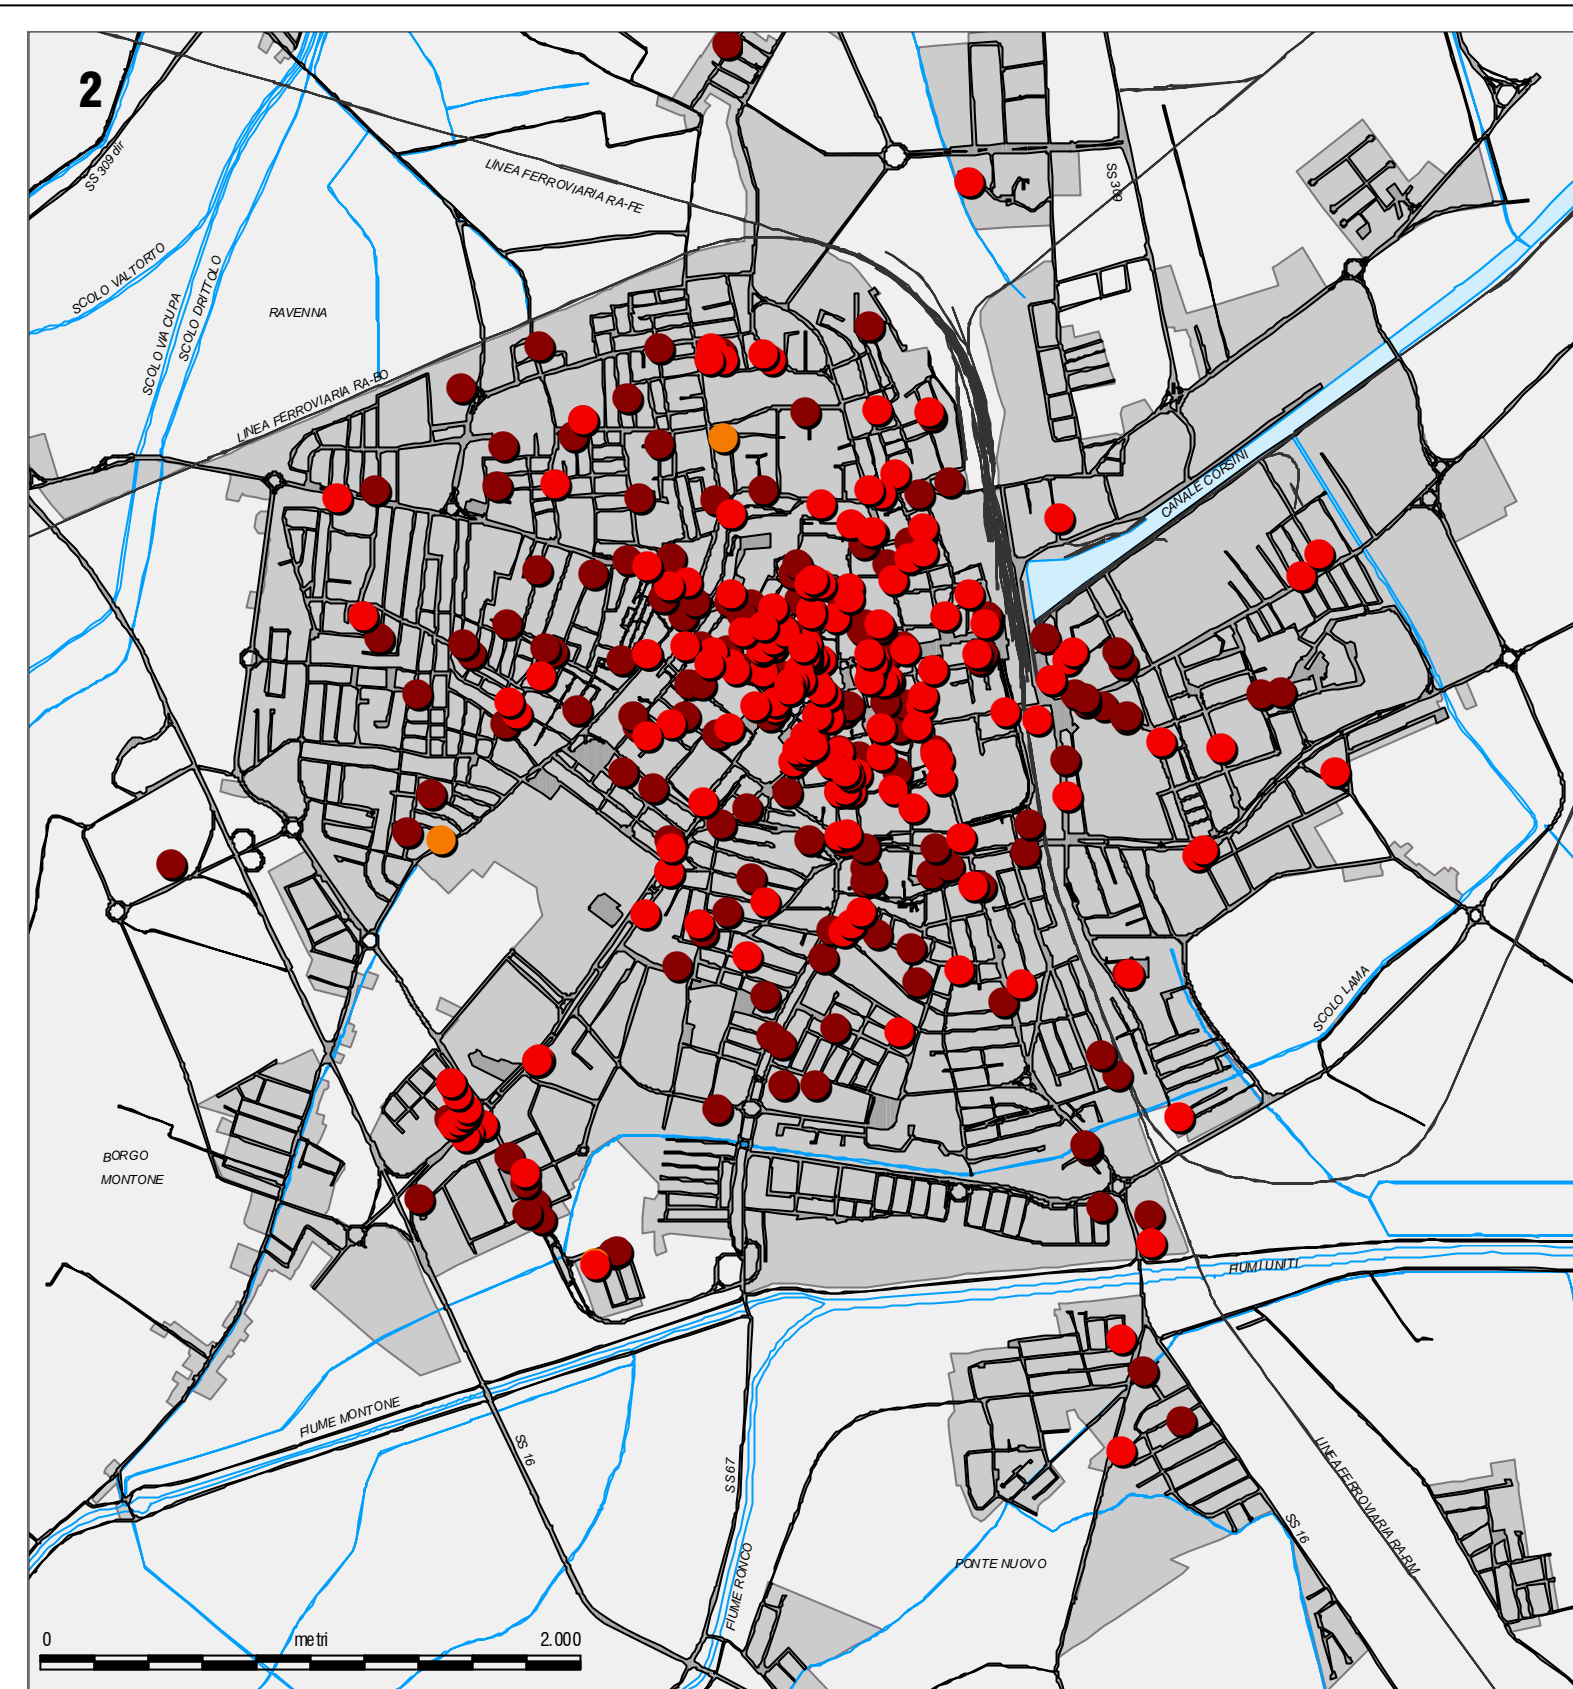 2
SS 309 dir
LINEA FERROVIARIA RA-FE
SS 309
SCOLO VALTORTO
SCOLO VIA CUPA
SCOLO DRITTOLO
RAVENNA
LINEA FERROVIARIA RA-BO
CANALE CORSINI
SCOLO LAMA
BORGO
MONTONE
FIUMI UNITI
FIUME MONTONE
SS 16
SS67
LINEA FERROVIARIA RA-RM
SS 16
FIUME RONCO
PONTE NUOVO
0 metri 2.000